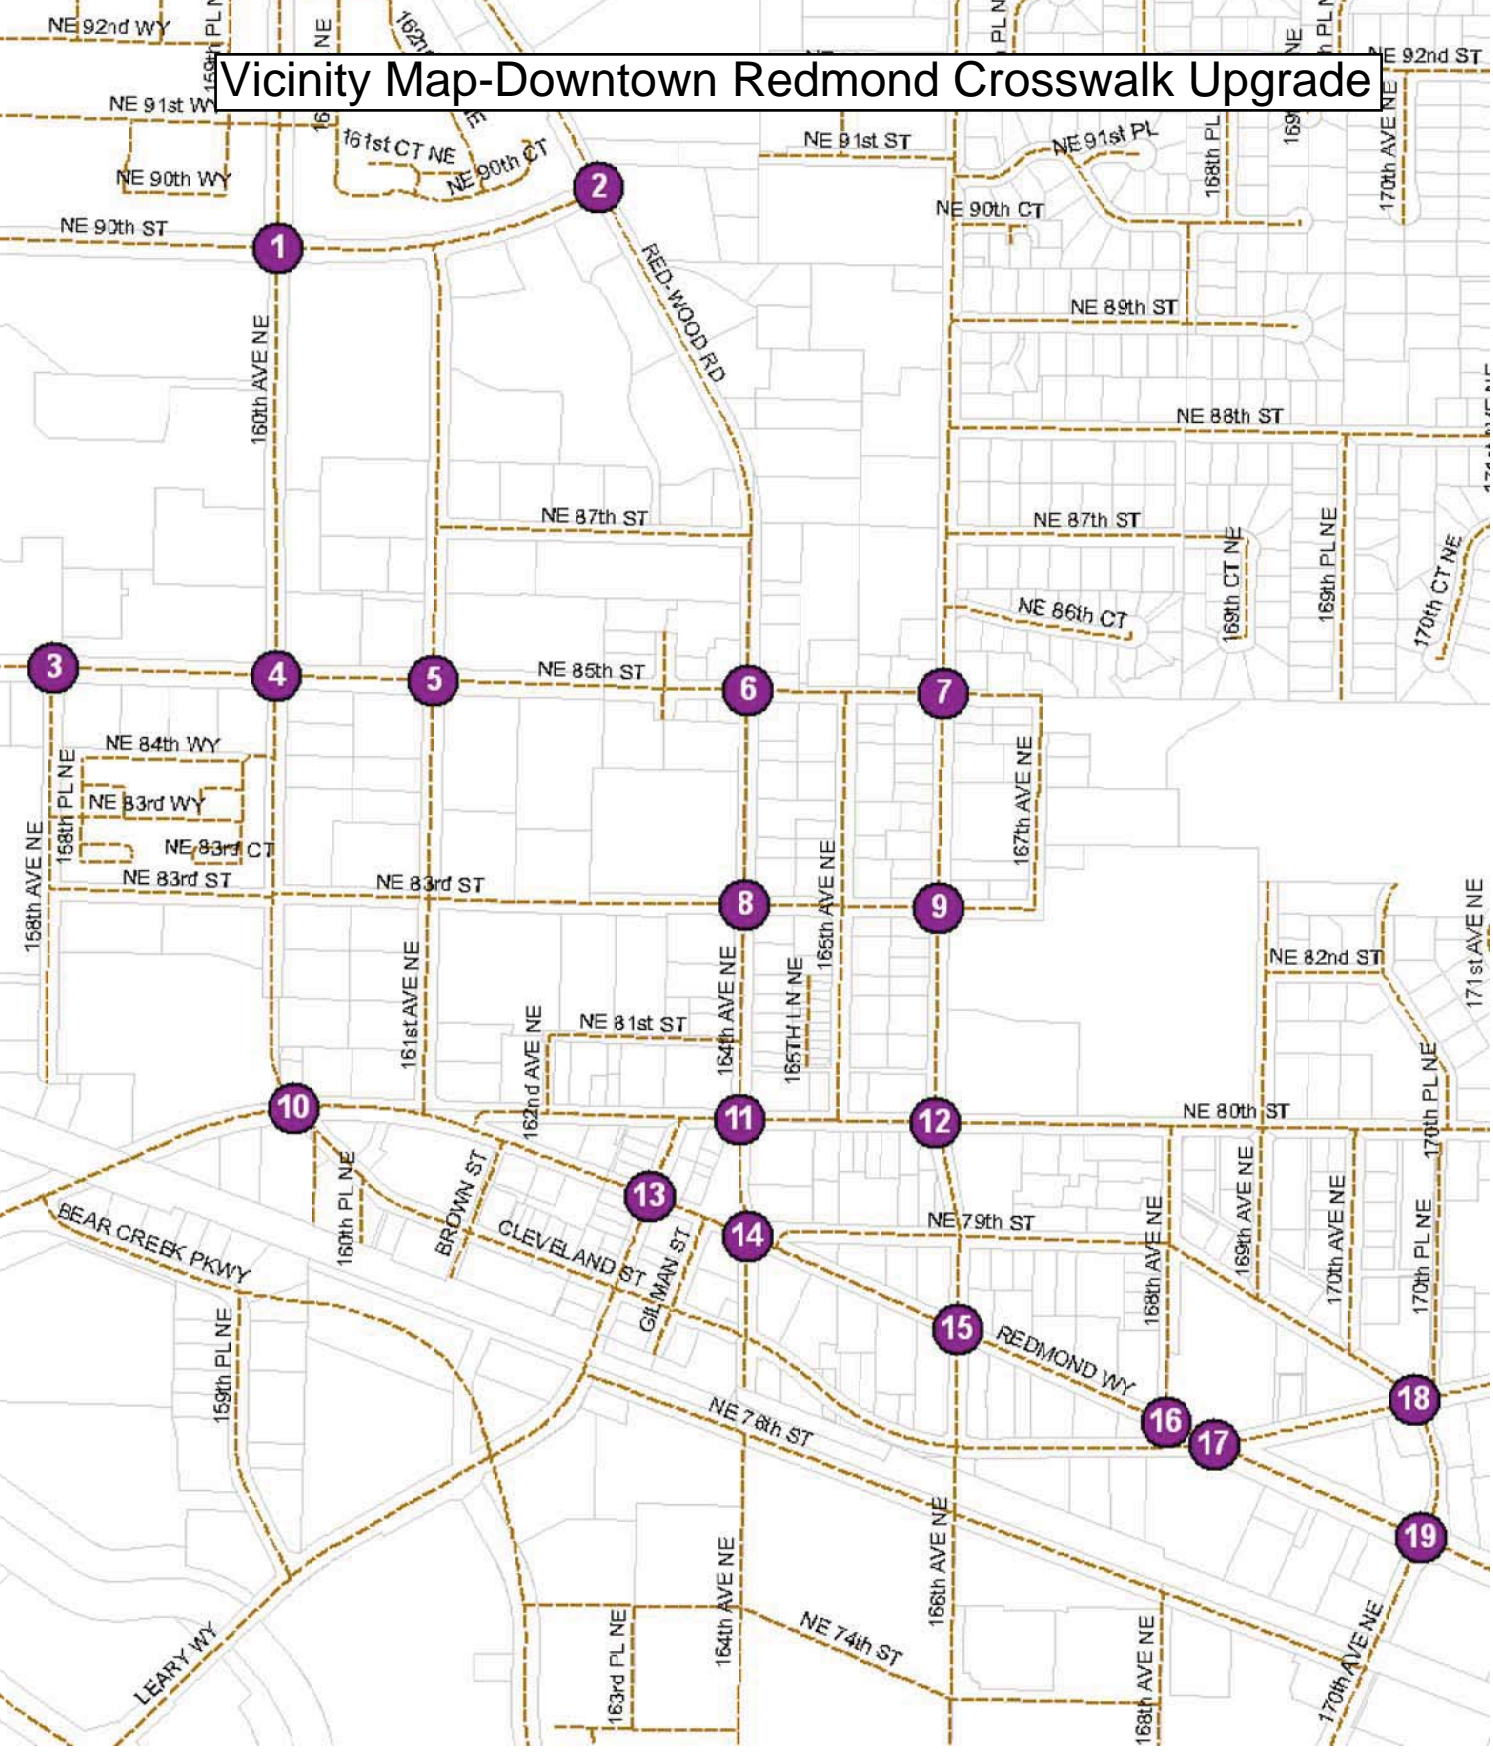 NE 92nd WY
NE
PL N
NE 92nd ST
Vicinity Map-Downtown Redmond Crosswalk Upgrade
NE 91st WY
161st CT NE
NE 90th CT
NE 91st ST
NE 91st PL
168th PL
170th AVE NE
NE 90th WY
2
NE 90th CT
NE 90th ST
1
RED-WOOD RD
NE 89th ST
160th AVE NE
NE 88th ST
NE 87th ST
NE 87th ST
169th CT NE
169th PL NE
170th CT NE
NE 86th CT
3
4
5
NE 85th ST
6
7
NE 84th WY
158th PL NE
167th AVE NE
NE 83rd WY
NE 83rd CT
158th AVE NE
NE 83rd ST
NE 83rd ST
8
165th AVE NE
9
171st AVE NE
NE 82nd ST
161st AVE NE
164th AVE NE
165TH LN NE
162nd AVE NE
NE 81st ST
170th PL NE
10
11
12
NE 80th ST
160th PL NE
BROWN ST
13
169th AVE NE
168th AVE NE
170th AVE NE
170th PL NE
BEAR CREEK PKWY
CLEVELAND ST
GILMAN ST
14
NE 79th ST
159th PL NE
15
REDMOND WY
18
NE 76th ST
16
17
19
166th AVE NE
164th AVE NE
163rd PL NE
NE 74th ST
168th AVE NE
170th AVE NE
LEARY WY